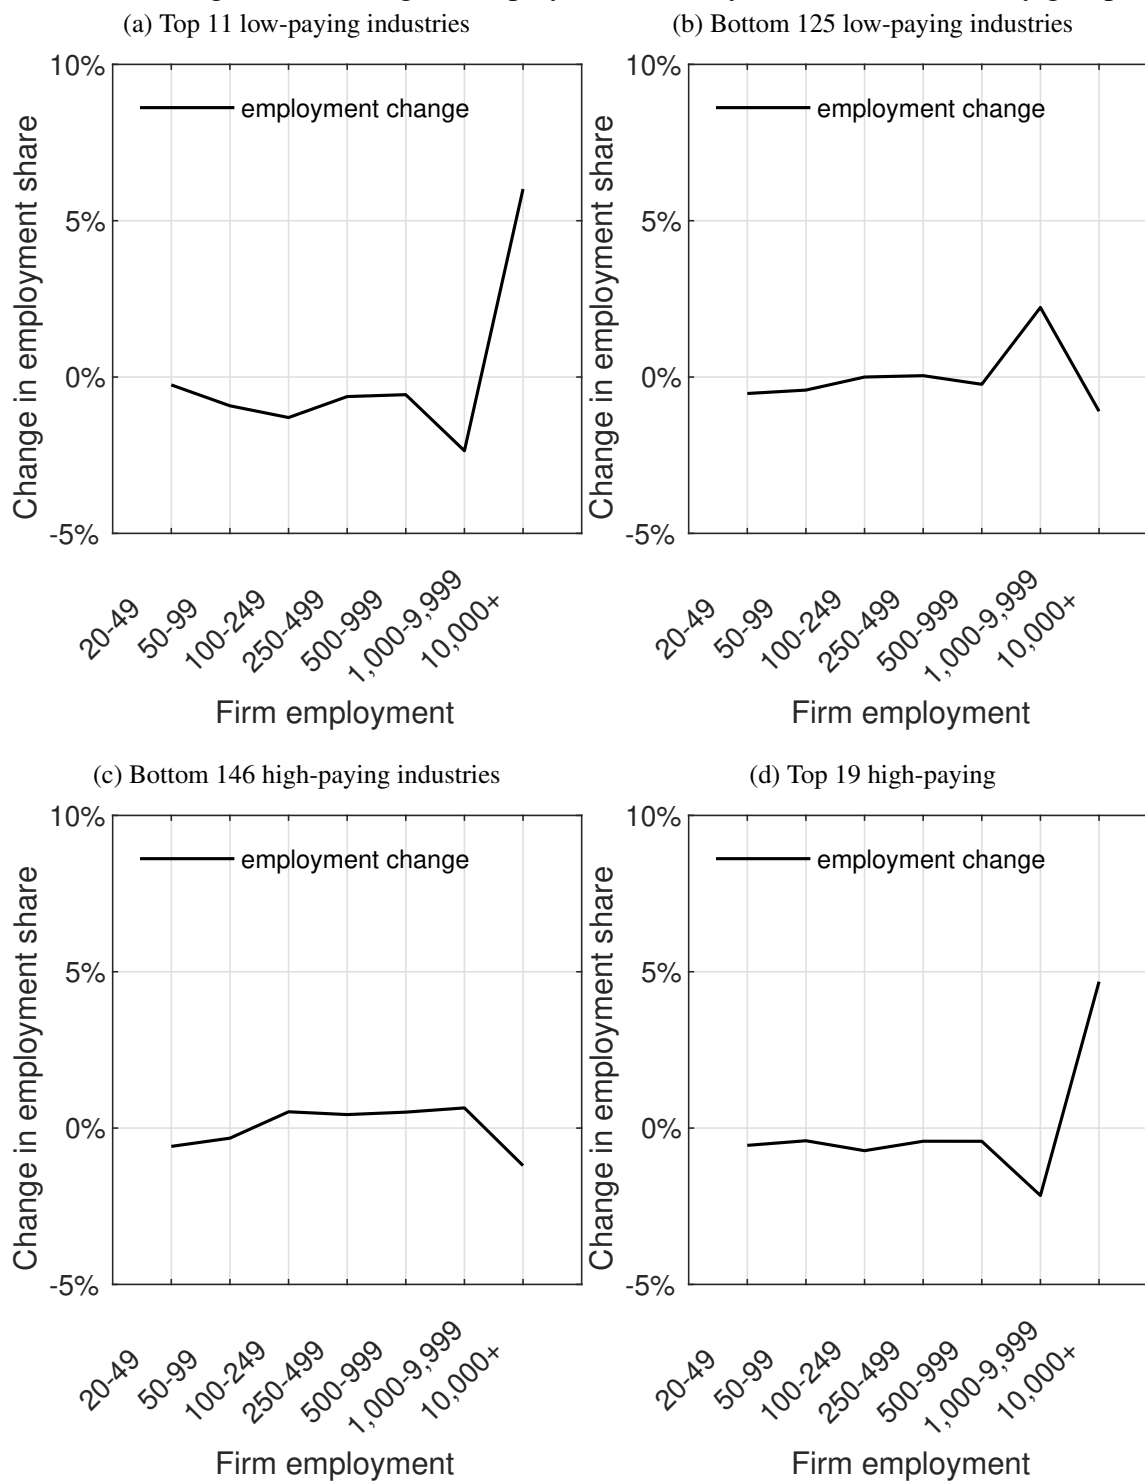 (a) Top 11 low-paying industries
10%
5%
0%
-5%
Change in employment share
employment change
20-49
50-99
100-249
250-499
500-999
1,000-9,999
10,000+
Firm employment
(b) Bottom 125 low-paying industries
10%
5%
0%
-5%
Change in employment share
employment change
20-49
50-99
100-249
250-499
500-999
1,000-9,999
10,000+
Firm employment
(c) Bottom 146 high-paying industries
10%
5%
0%
-5%
Change in employment share
employment change
20-49
50-99
100-249
250-499
500-999
1,000-9,999
10,000+
Firm employment
(d) Top 19 high-paying
10%
5%
0%
-5%
Change in employment share
employment change
20-49
50-99
100-249
250-499
500-999
1,000-9,999
10,000+
Firm employment